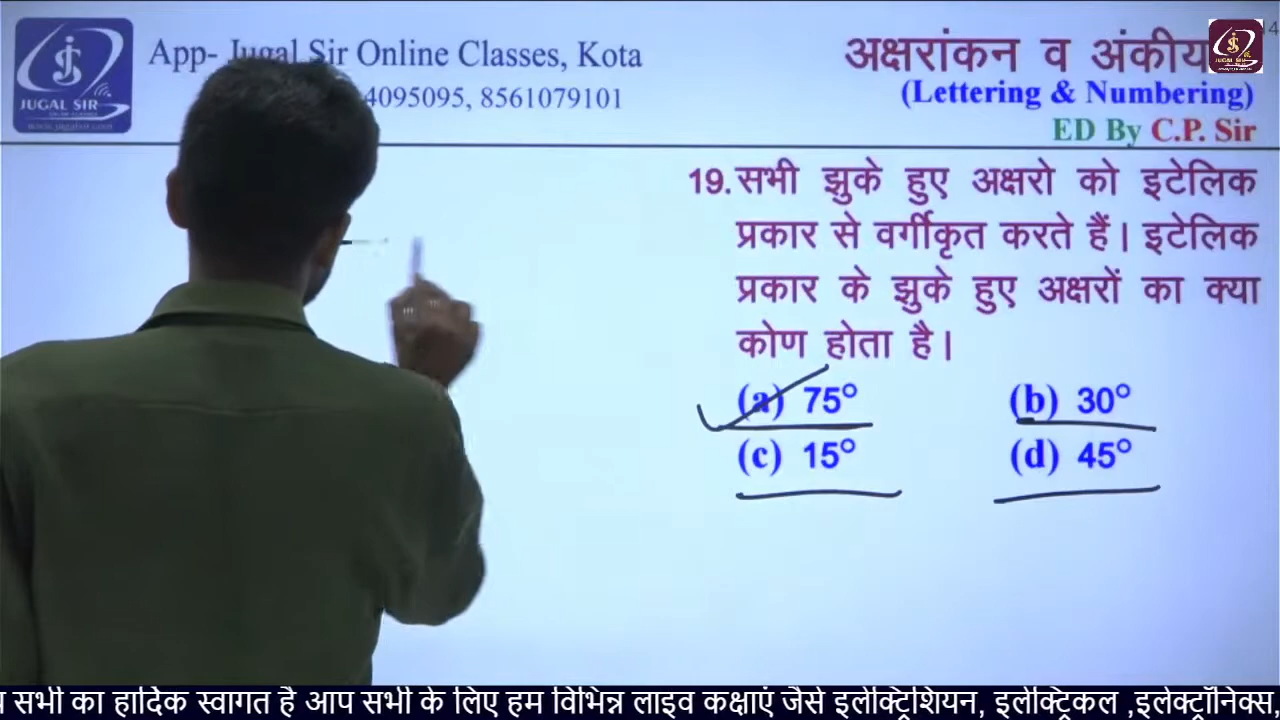 JUGAL SIR
App- Jugal Sir Online Classes, Kota
4095095, 8561079101
अक्षरांकन व अंकीय
(Lettering & Numbering)
ED By C.P. Sir
19. सभी झुके हुए अक्षरो को इटेलिक
प्रकार से वर्गीकृत करते हैं। इटेलिक
प्रकार के झुके हुए अक्षरों का क्या
कोण होता है।
(a) 75° (b) 30°
(c) 15° (d) 45°
सभी का हार्दिक स्वागत है आप सभी के लिए हम विभिन्न लाइव कक्षाएं जैसे इलेक्ट्रिशियन, इलेक्ट्रिकल ,इलेक्ट्रॉनिक्स,